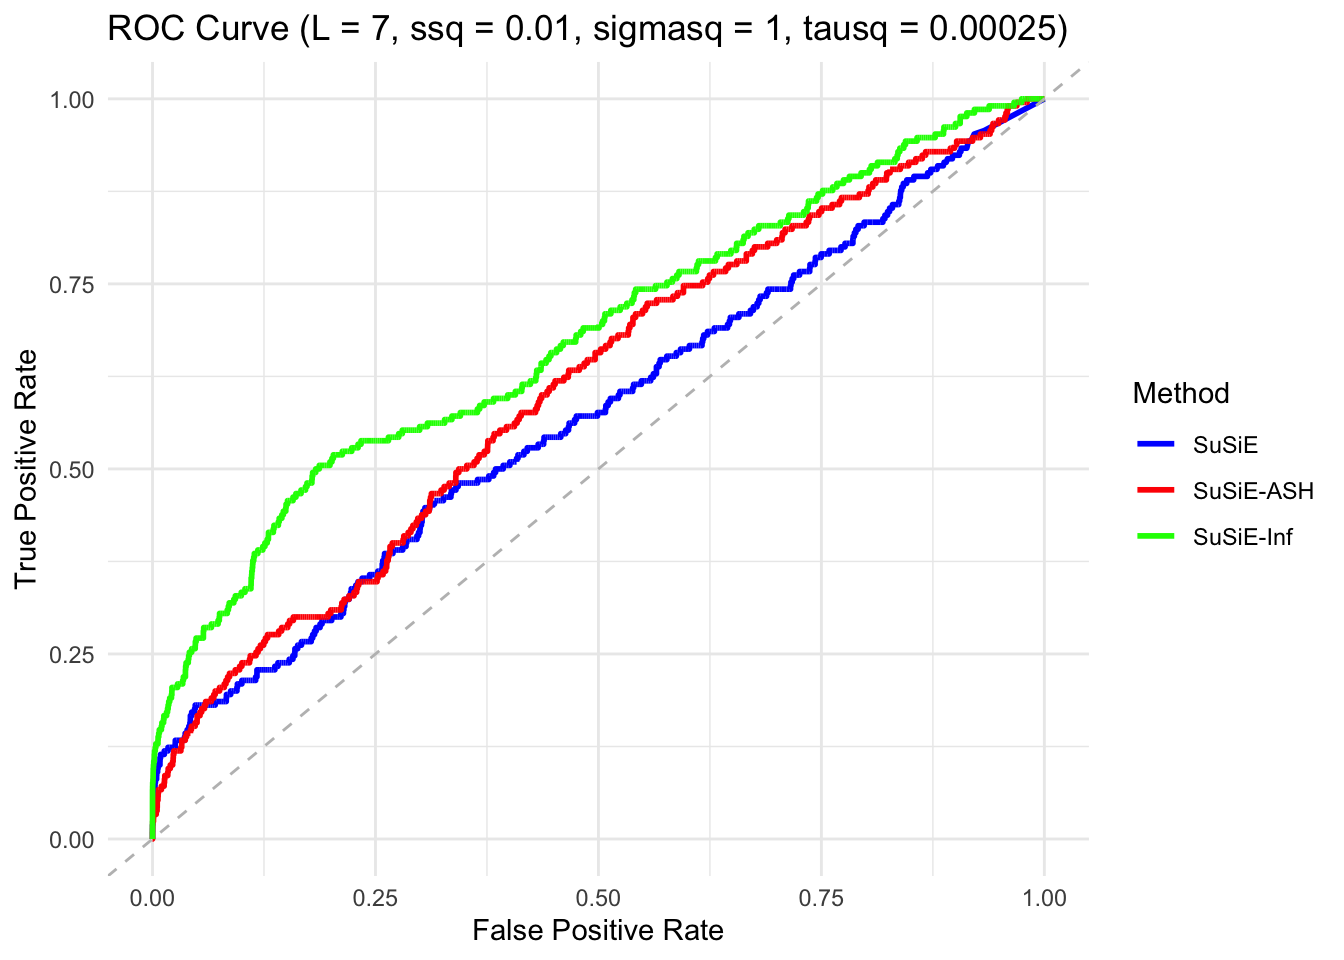 ROC Curve (L = 7, ssq = 0.01, sigmasq = 1, tausq = 0.00025)
True Positive Rate
1.00
0.75
0.50
0.25
0.00
0.00 0.25 0.50 0.75 1.00
False Positive Rate
Method
SuSiE
SuSiE-ASH
SuSiE-Inf